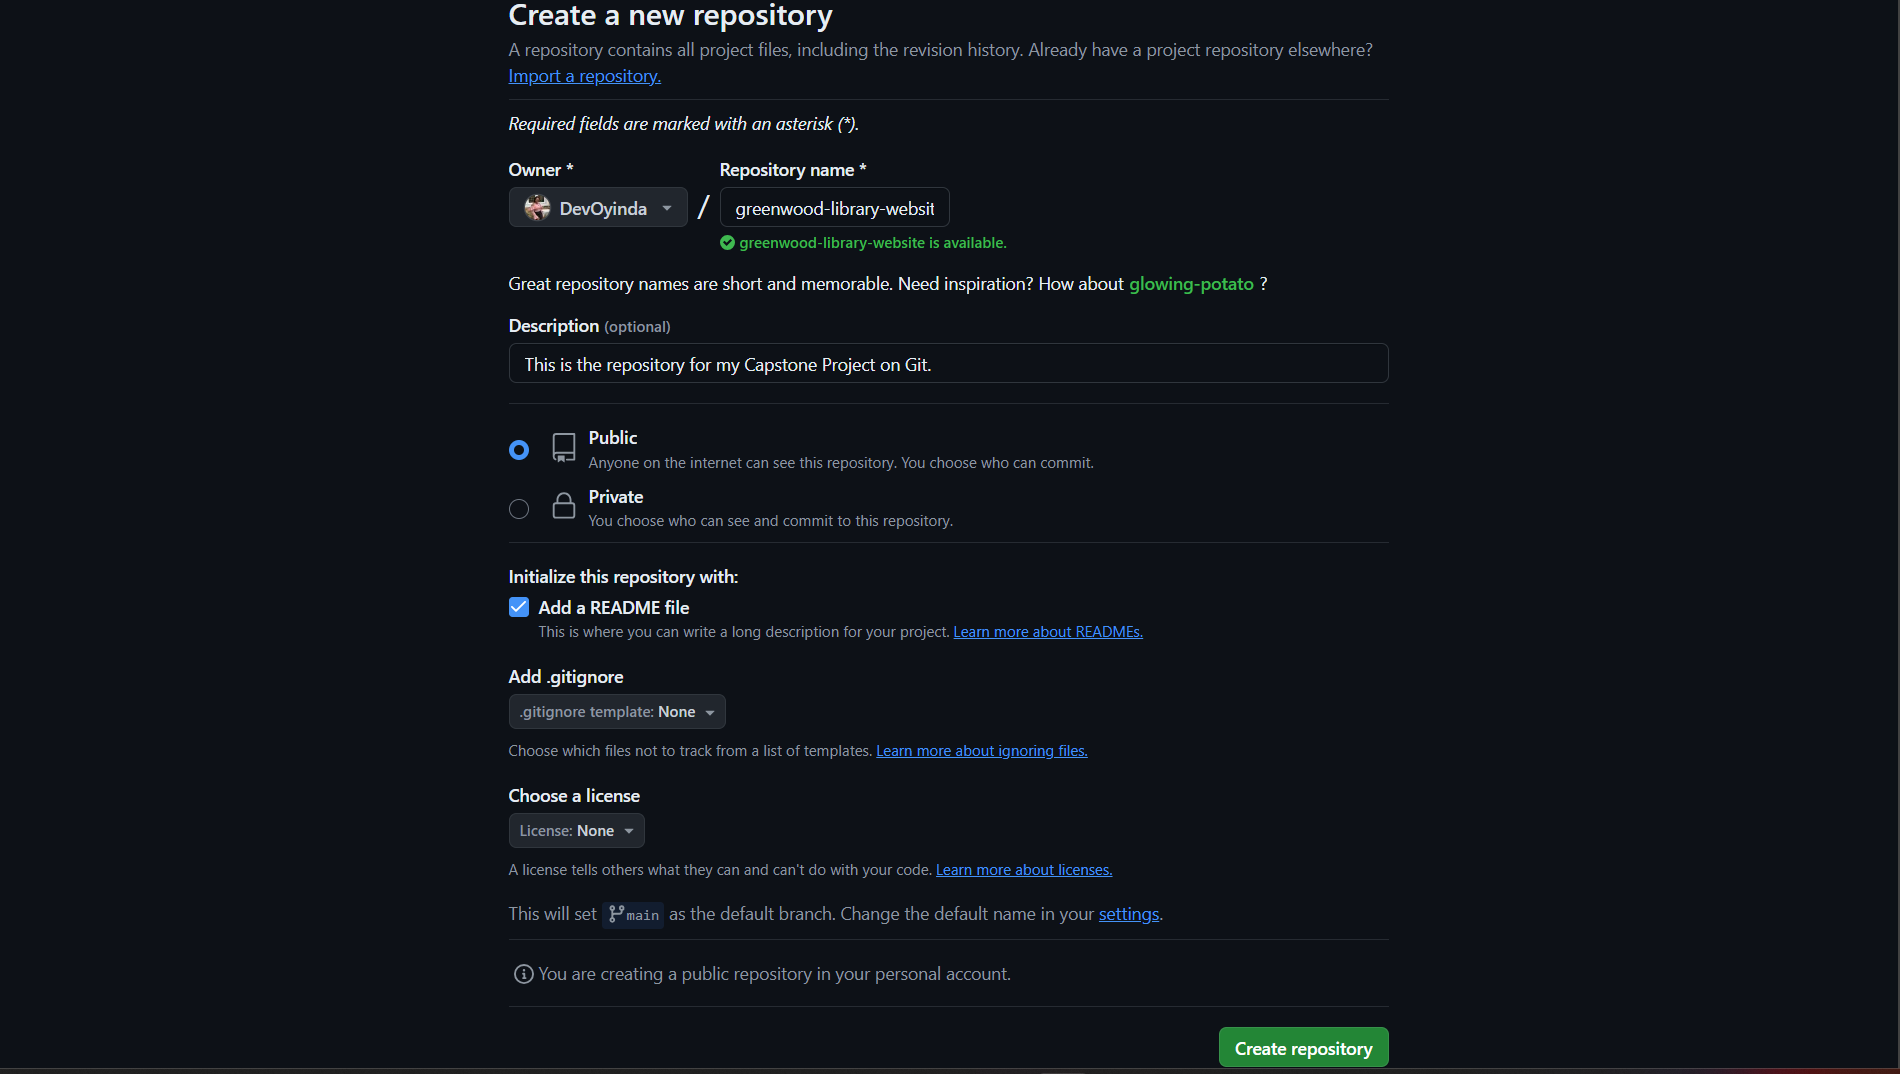 Create a new repository
A repository contains all project files, including the revision history. Already have a project repository elsewhere?
Import a repository.
Required fields are marked with an asterisk (*).
Owner *
Repository name *
DevOyinda
/
greenwood-library-websit
greenwood-library-website is available.
Great repository names are short and memorable. Need inspiration? How about glowing-potato ?
Description (optional)
This is the repository for my Capstone Project on Git.
Public
Anyone on the internet can see this repository. You choose who can commit.
Private
You choose who can see and commit to this repository.
Initialize this repository with:
Add a README file
This is where you can write a long description for your project. Learn more about READMEs.
Add .gitignore
.gitignore template: None
Choose which files not to track from a list of templates. Learn more about ignoring files.
Choose a license
License: None
A license tells others what they can and can't do with your code. Learn more about licenses.
This will set main as the default branch. Change the default name in your settings.
You are creating a public repository in your personal account.
Create repository